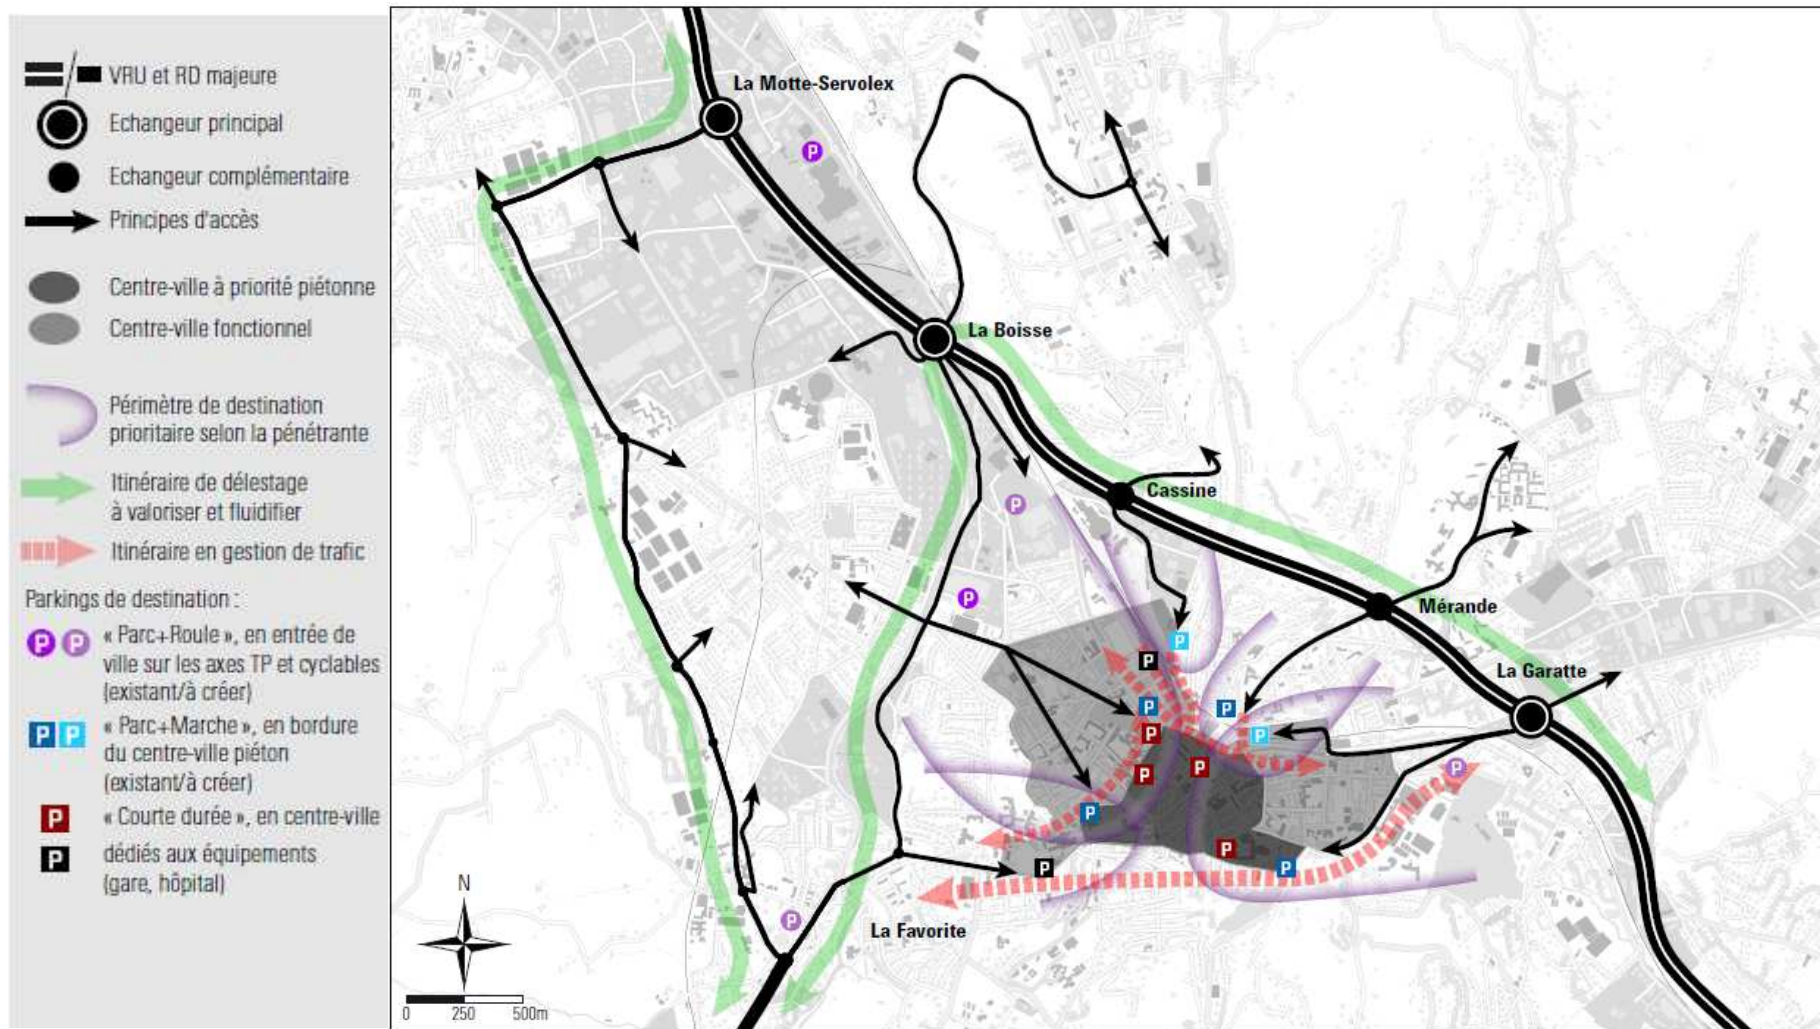 VRU et RD majeure
Echangeur principal
Echangeur complémentaire
Principes d'accès
Centre-ville à priorité piétonne
Centre-ville fonctionnel
Périmètre de destination
prioritaire selon la pénétrante
Itinéraire de délestage
à valoriser et fluidifier
Itinéraire en gestion de trafic
Parkings de destination :
P P « Parc+Roule », en entrée de
ville sur les axes TP et cyclables
(existant/à créer)
P P « Parc+Marche », en bordure
du centre-ville piéton
(existant/à créer)
P « Courte durée », en centre-ville
P dédiés aux équipements
(gare, hôpital)
N
0 250 500m
La Motte-Servolex
P
La Boisse
P
Cassine
P
Mérande
P
P
La Garatte
P
P
P
P
P
P
P
P
P
P
P
P
La Favorite